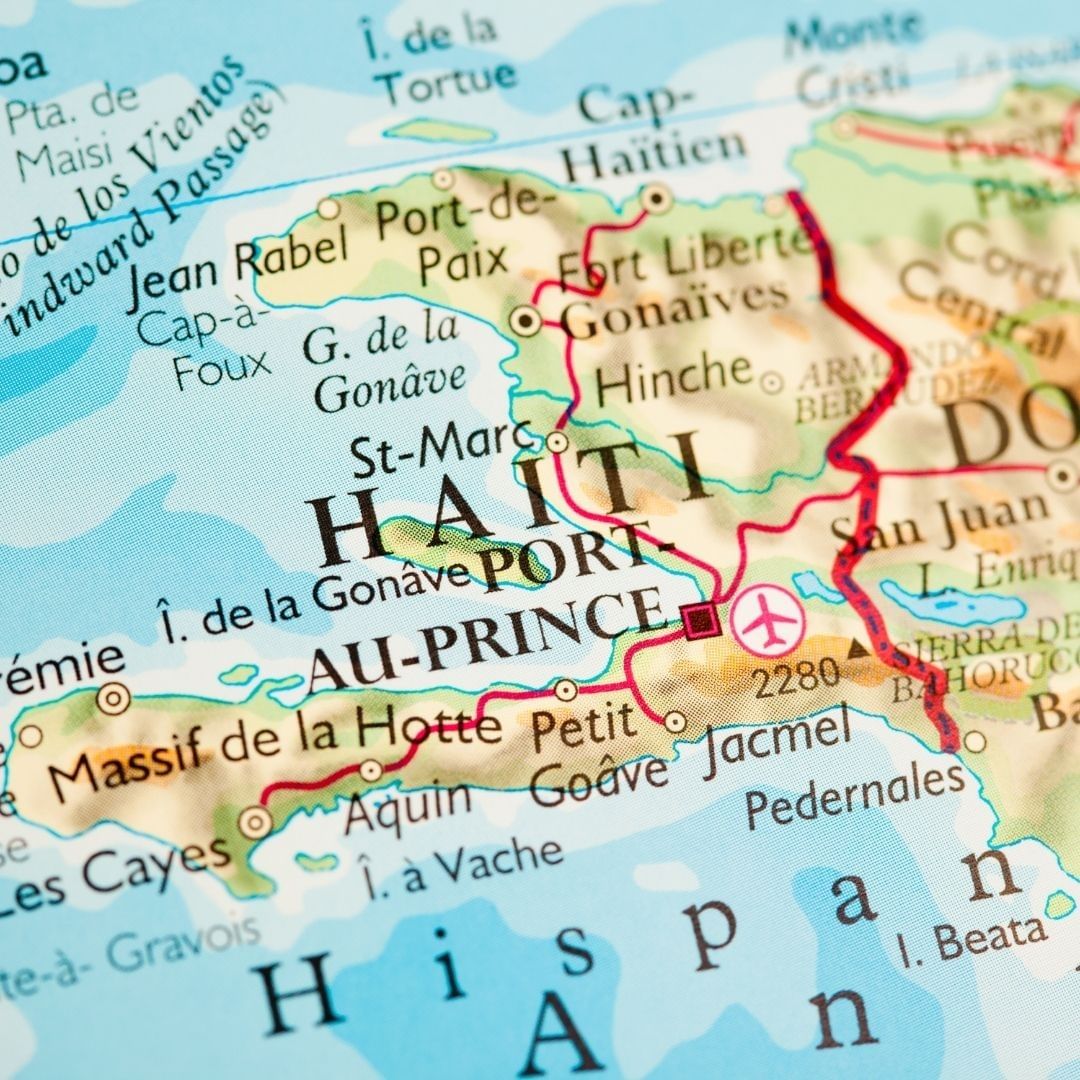 oa
Î. de la
Tortue
Monte
Cristi
Pta. de
Maisi
o de los Vientos
indward Passage)
Cap-
Haïtien
Port-de-
Paix
Jean Rabel
Fort Liberté
Cap-à-
Foux
G. de la
Gonâve
Gonaïves
Cord
Central
Hinche
ARMANDO
BERMUDEZ
St-Marc
DO
HAITI
San Juan
Î. de la Gonâve
PORT-
AU-PRINCE
L. Enriq
rémie
2280
SIERRA DE
BAHORUCO
Ba
Massif de la Hotte
Petit
Goâve
Jacmel
Aquin
Pedernales
Les Cayes
Î. à Vache
te-à- Gravois
Hispan
I. Beata
An